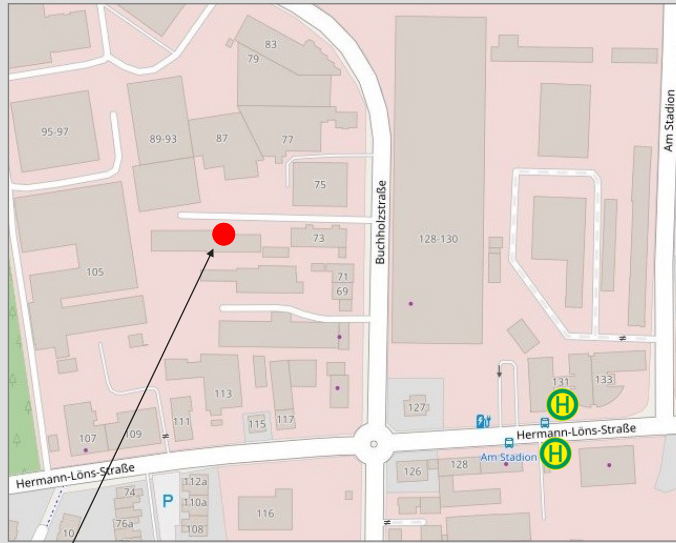 83
79
95-97
89-93
87
77
75
Am Stadion
Buchholzstraße
128-130
73
105
71
69
113
131
133
127
H
111
115
117
107
109
Hermann-Löns-Straße
H
Am Stadion
Hermann-Löns-Straße
126
128
74
112a
P
110a
76a
116
10
108